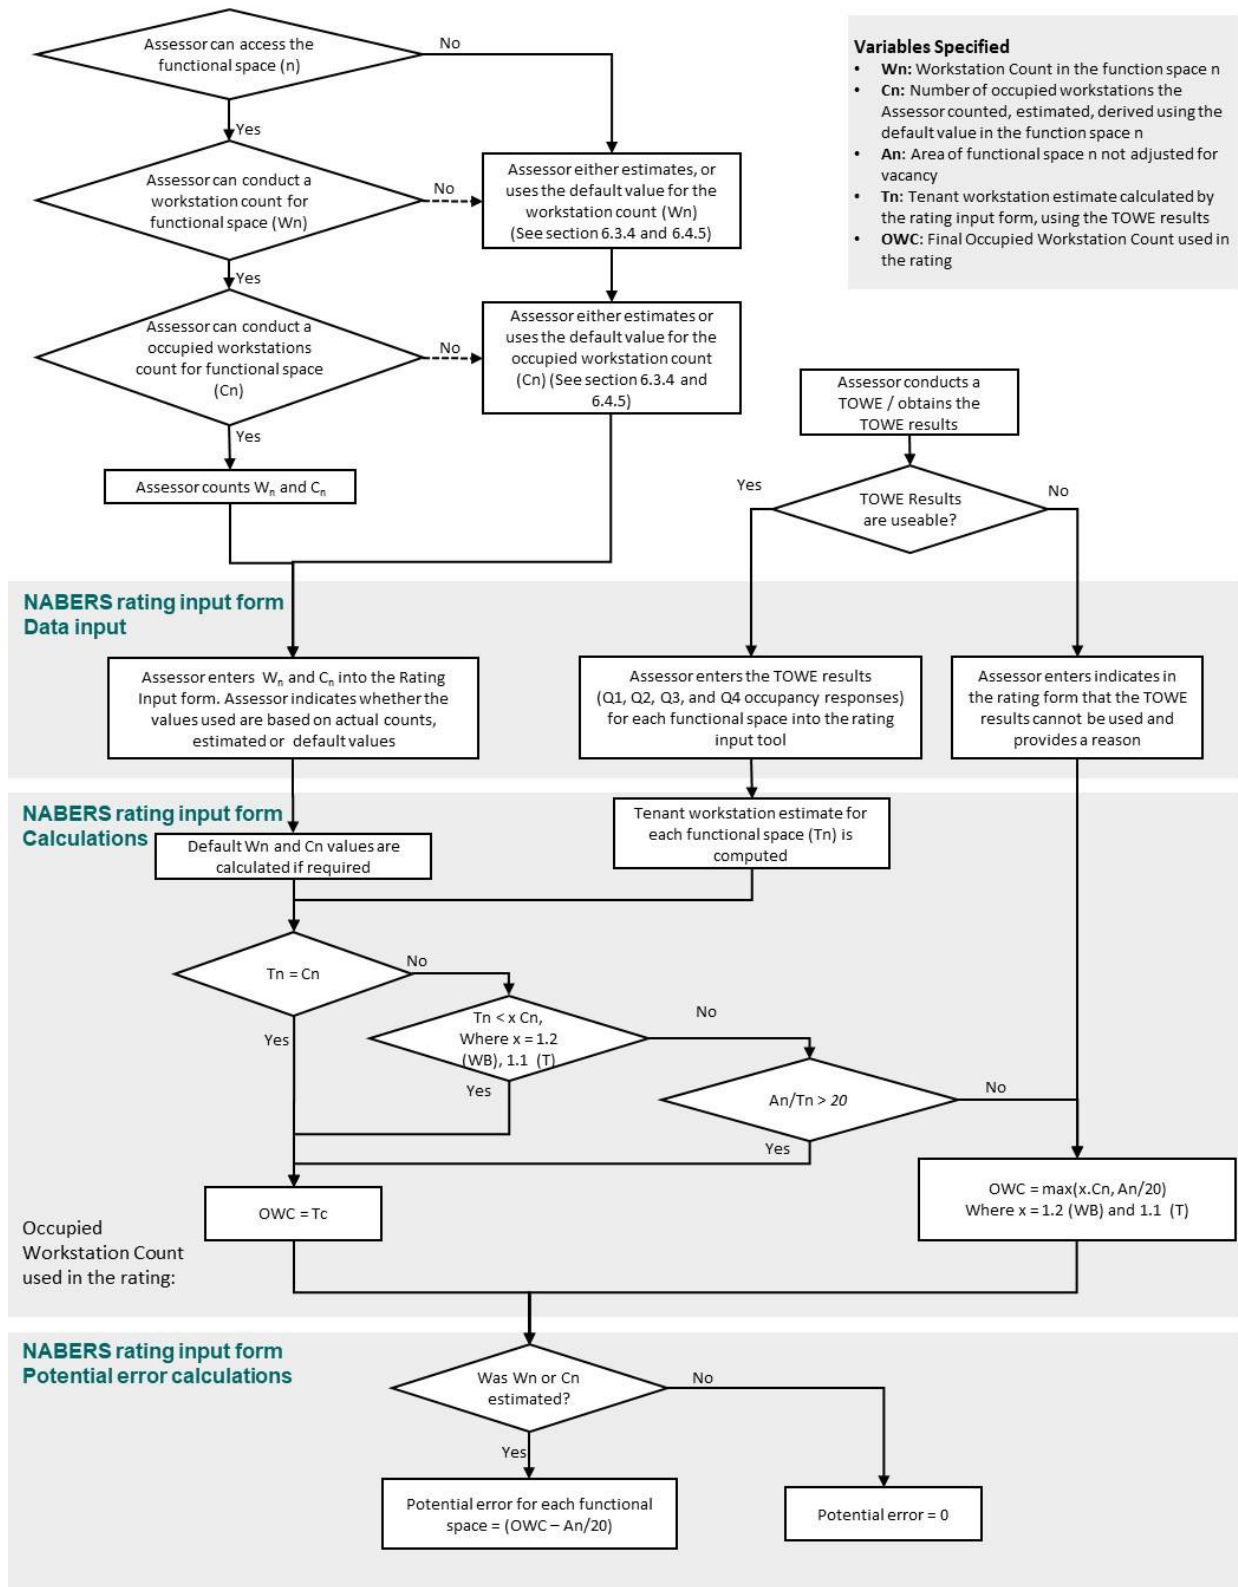 Assessor can access the
functional space (n)
No
Yes
Assessor can conduct a
workstation count for
functional space (Wn)
No
Assessor either estimates, or
uses the default value for the
workstation count (Wn)
(See section 6.3.4 and 6.4.5)
Yes
Assessor can conduct a
occupied workstations
count for functional space
(Cn)
No
Assessor either estimates or
uses the default value for the
occupied workstation count
(Cn) (See section 6.3.4 and
6.4.5)
Yes
Assessor counts Wn and Cn
Variables Specified
• Wn: Workstation Count in the function space n
• Cn: Number of occupied workstations the
Assessor counted, estimated, derived using the
default value in the function space n
• An: Area of functional space n not adjusted for
vacancy
• Tn: Tenant workstation estimate calculated by
the rating input form, using the TOWE results
• OWC: Final Occupied Workstation Count used in
the rating
Assessor conducts a
TOWE / obtains the
TOWE results
Yes
TOWE Results
are useable?
No
NABERS rating input form
Data input
Assessor enters Wn and Cn into the Rating
Input form. Assessor indicates whether the
values used are based on actual counts,
estimated or default values
Assessor enters the TOWE results
(Q1, Q2, Q3, and Q4 occupancy responses)
for each functional space into the rating
input tool
Assessor enters indicates in
the rating form that the TOWE
results cannot be used and
provides a reason
NABERS rating input form
Calculations
Default Wn and Cn values are
calculated if required
Tenant workstation estimate for
each functional space (Tn) is
computed
Tn = Cn
No
Yes
Tn < x Cn,
Where x = 1.2
(WB), 1.1 (T)
No
Yes
An/Tn > 20
No
Yes
OWC = Tc
OWC = max(x.Cn, An/20)
Where x = 1.2 (WB) and 1.1 (T)
Occupied
Workstation Count
used in the rating:
NABERS rating input form
Potential error calculations
Was Wn or Cn
estimated?
No
Yes
Potential error for each functional
space = (OWC – An/20)
Potential error = 0